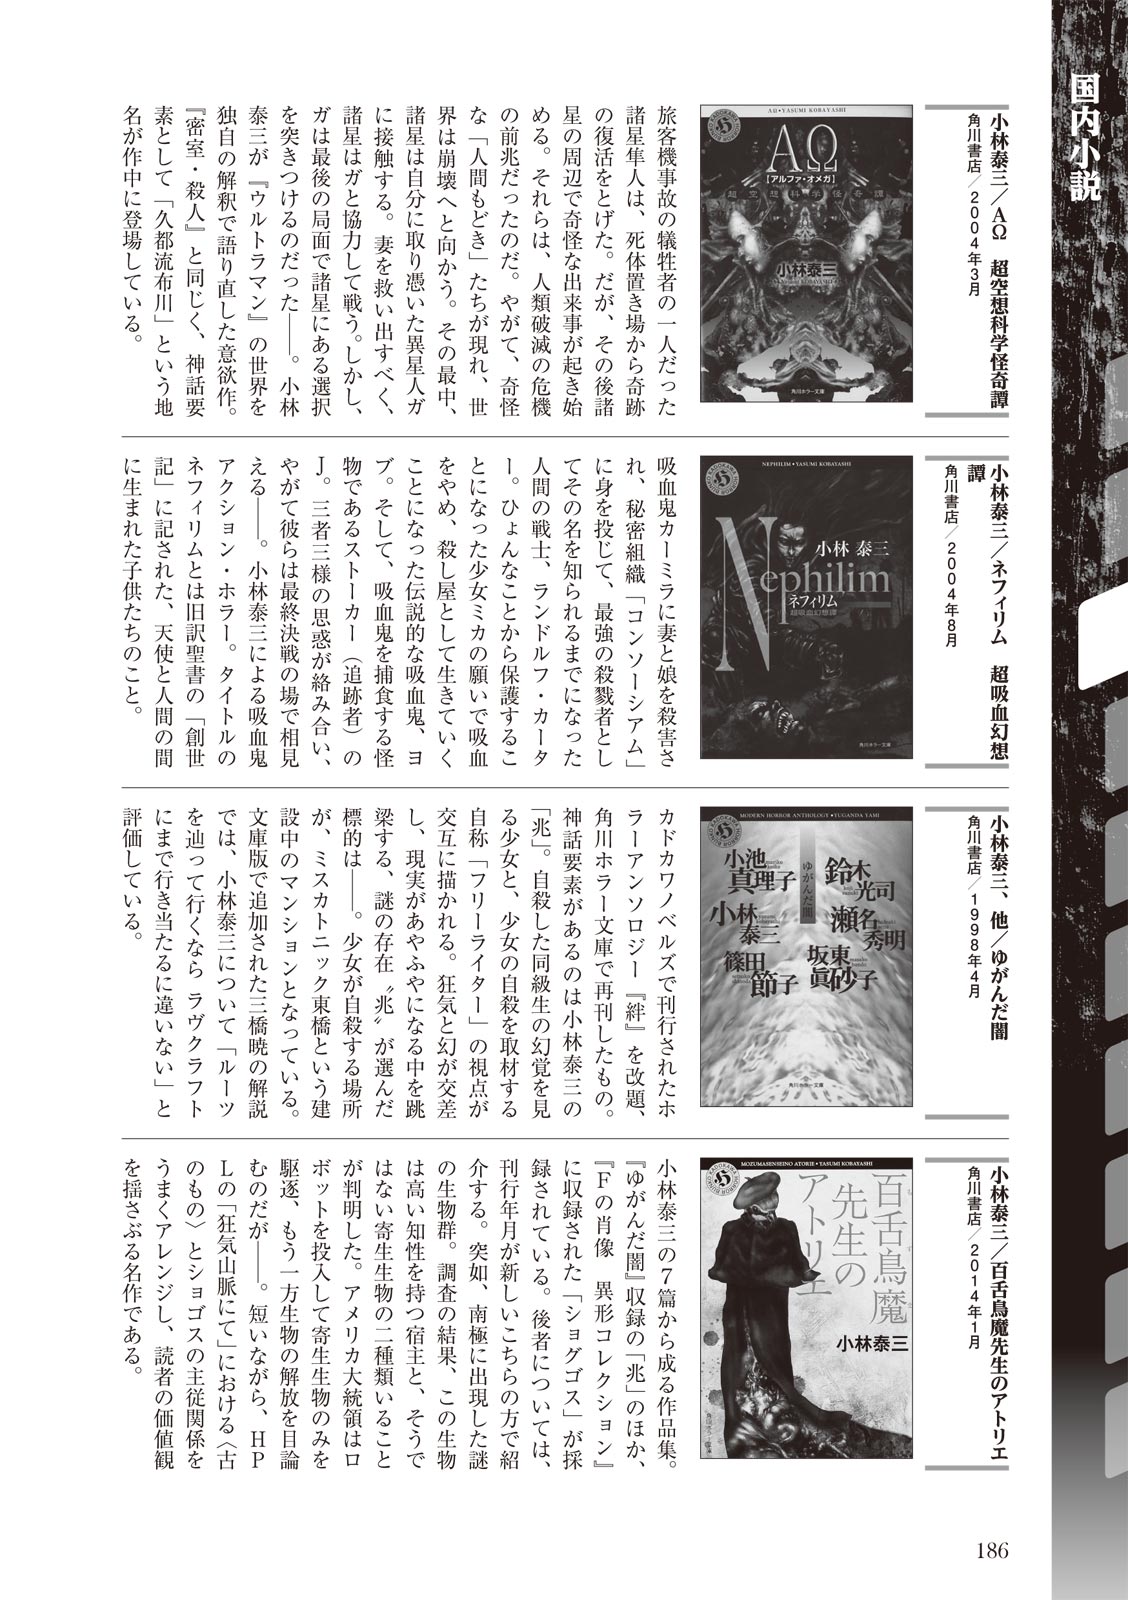 国内小説
小林泰三／ΑΩ　超空想科学怪奇譚
角川書店／2004年3月
ΑΩ・YASUMI KOBAYASHI
ΑΩ
【アルファ・オメガ】
超空想科学怪奇譚
小林泰三
角川ホラー文庫
旅客機事故の犠牲者の一人だった
諸星隼人は、死体置き場から奇跡
の復活をとげた。だが、その後諸
星の周辺で奇怪な出来事が起き始
める。それらは、人類破滅の危機
の前兆だったのだ。やがて、奇怪
な「人間もどき」たちが現れ、世
界は崩壊へと向かう。その最中、
諸星は自分に取り憑いた異星人ガ
に接触する。妻を救い出すべく、
諸星はガと協力して戦う。しかし、
ガは最後の局面で諸星にある選択
を突きつけるのだった――。小林
泰三が『ウルトラマン』の世界を
独自の解釈で語り直した意欲作。
『密室・殺人』と同じく、神話要
素として「久都流布川」という地
名が作中に登場している。
小林泰三／ネフィリム　超吸血幻想
譚
角川書店／2004年8月
NEPHILIM・YASUMI KOBAYASHI
小林 泰三
Nephilim
ネフィリム
超吸血幻想譚
角川ホラー文庫
吸血鬼カーミラに妻と娘を殺害さ
れ、秘密組織「コンソーシアム」
に身を投じて、最強の殺戮者とし
てその名を知られるまでになった
人間の戦士、ランドルフ・カータ
ー。ひょんなことから保護するこ
とになった少女ミカの願いで吸血
をやめ、殺し屋として生きていく
ことになった伝説的な吸血鬼、ヨ
ブ。そして、吸血鬼を捕食する怪
物であるストーカー（追跡者）の
J。三者三様の思惑が絡み合い、
やがて彼らは最終決戦の場で相見
える――。小林泰三による吸血鬼
アクション・ホラー。タイトルの
ネフィリムとは旧訳聖書の「創世
記」に記された、天使と人間の間
に生まれた子供たちのこと。
小林泰三、他／ゆがんだ闇
角川書店／1998年4月
MODERN HORROR ANTHOLOGY・YUGANDA YAMI
ゆがんだ闇
鈴木光司
瀬名秀明
坂東眞砂子
小池真理子
小林泰三
篠田節子
角川ホラー文庫
カドカワノベルズで刊行されたホ
ラーアンソロジー『絆』を改題、
角川ホラー文庫で再刊したもの。
神話要素があるのは小林泰三の
「兆」。自殺した同級生の幻覚を見
る少女と、少女の自殺を取材する
自称「フリーライター」の視点が
交互に描かれる。狂気と幻が交差
し、現実があやふやになる中を跳
梁する、謎の存在〝兆〟が選んだ
標的は――。少女が自殺する場所
が、ミスカトニック東橋という建
設中のマンションとなっている。
文庫版で追加された三橋暁の解説
では、小林泰三について「ルーツ
を辿って行くなら ラヴクラフト
にまで行き当たるに違いない」と
評価している。
小林泰三／百舌鳥魔先生のアトリエ
角川書店／2014年1月
MOZUMASENSEINO ATORIE・YASUMI KOBAYASHI
百舌鳥魔
先生の
アトリエ
小林泰三
角川ホラー文庫
小林泰三の7篇から成る作品集。
『ゆがんだ闇』収録の「兆」のほか、
『Fの肖像　異形コレクション』
に収録された「ショグゴス」が採
録されている。後者については、
刊行年月が新しいこちらの方で紹
介する。突如、南極に出現した謎
の生物群。調査の結果、この生物
は高い知性を持つ宿主と、そうで
はない寄生生物の二種類いること
が判明した。アメリカ大統領はロ
ボットを投入して寄生生物のみを
駆逐、もう一方生物の解放を目論
むのだが――。短いながら、HP
Lの「狂気山脈にて」における〈古
のもの〉とショゴスの主従関係を
うまくアレンジし、読者の価値観
を揺さぶる名作である。
186